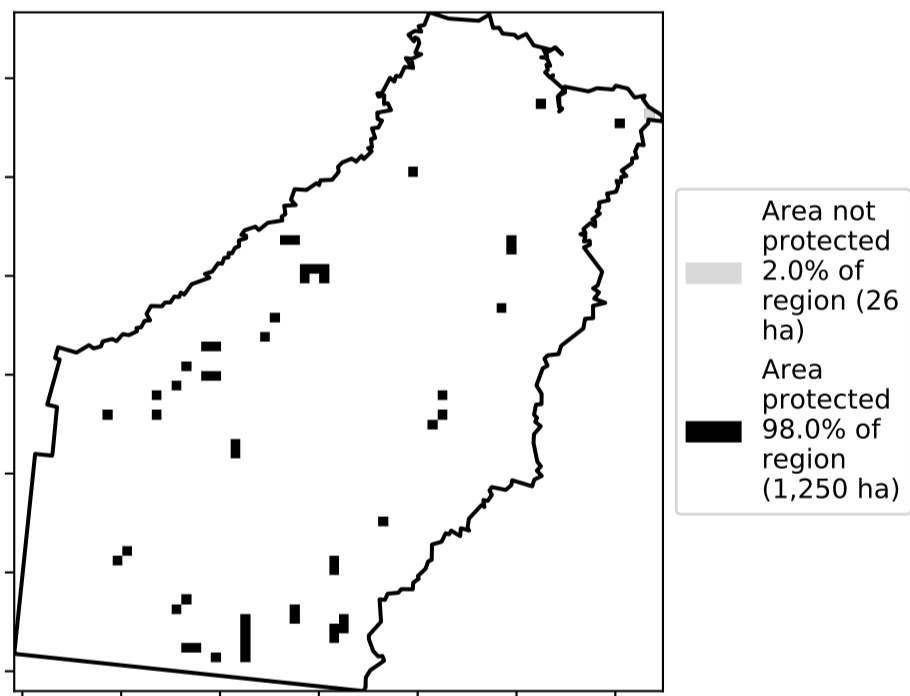 Area not
protected
2.0% of
region (26
ha)
Area
protected
98.0% of
region
(1,250 ha)